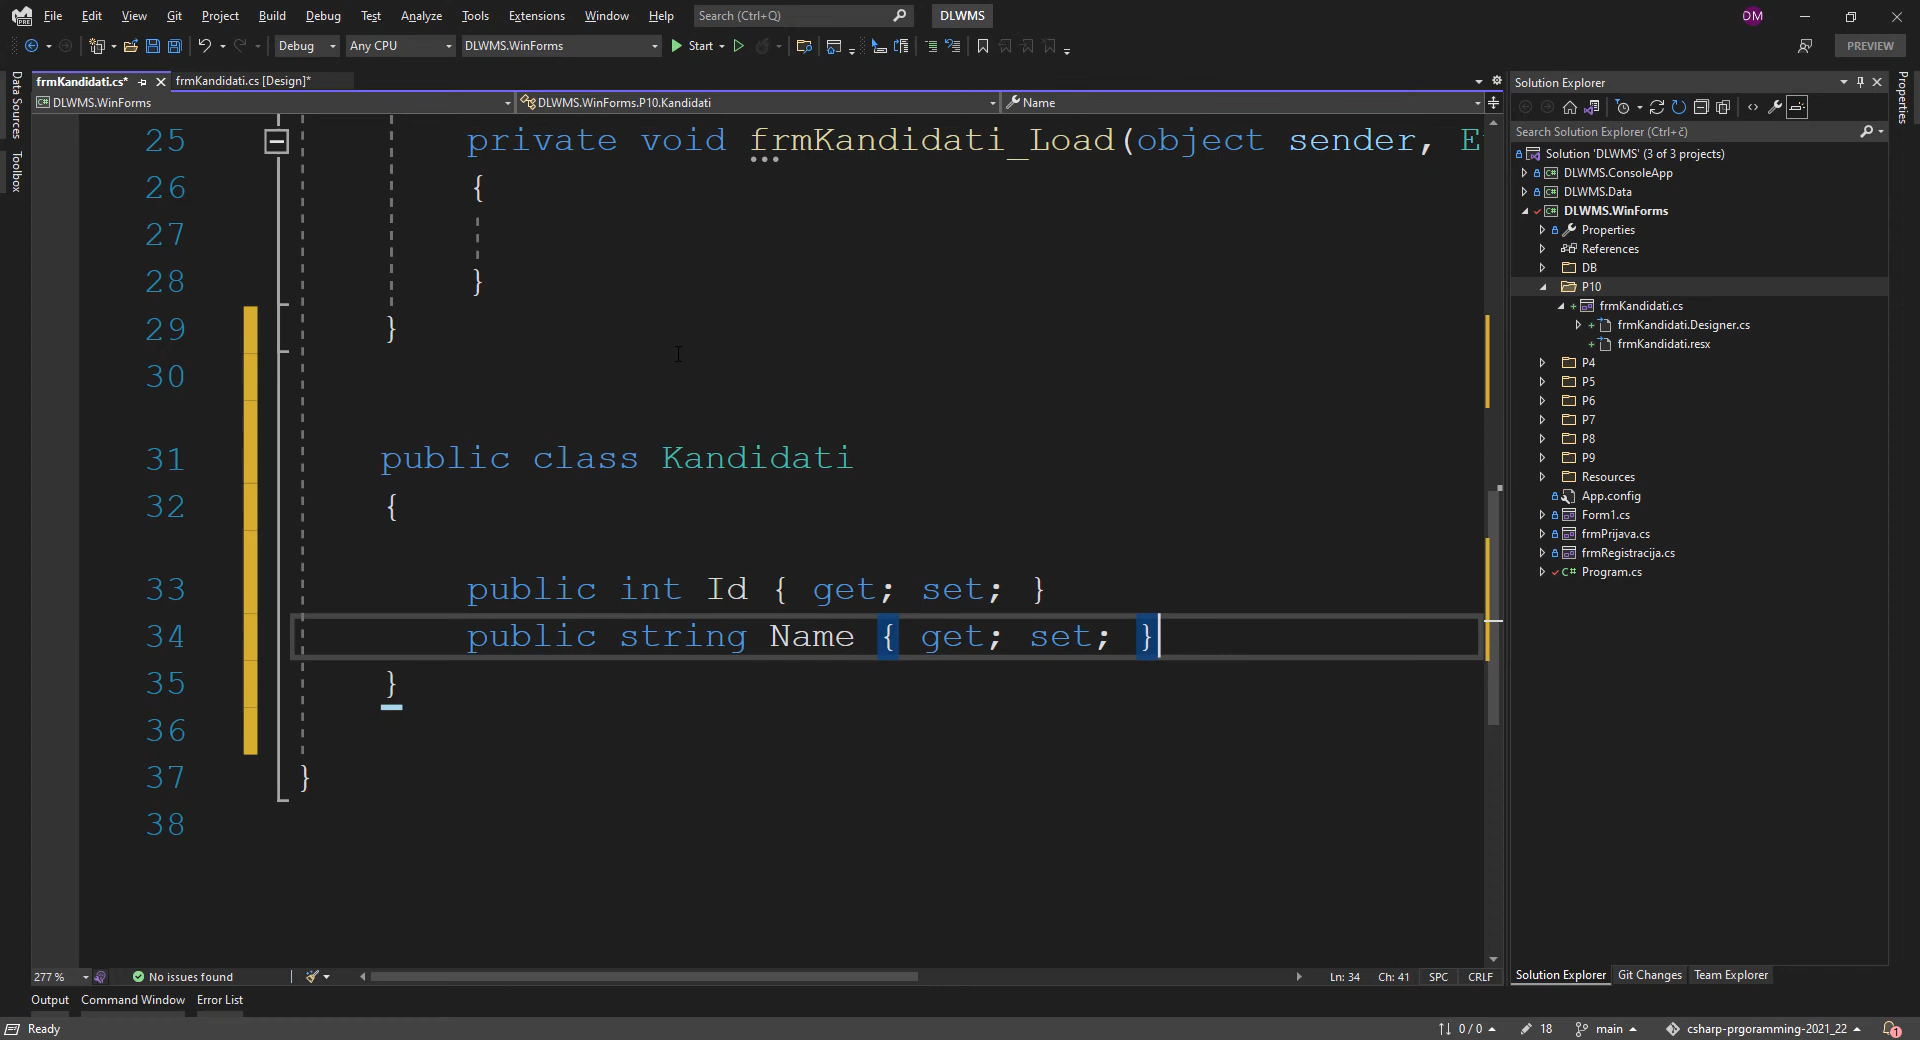 File Edit View Git Project Build Debug Test Analyze Tools Extensions Window Help Search (Ctrl+Q) DLWMS DM
Debug Any CPU DLWMS.WinForms Start PREVIEW
frmKandidati.cs* frmKandidati.cs [Design]*
DLWMS.WinForms DLWMS.WinForms.P10.Kandidati Name
Data Sources
Toolbox
25 private void frmKandidati_Load(object sender, E
26 {
27
28 }
29 }
30
31 public class Kandidati
32 {
33 public int Id { get; set; }
34 public string Name { get; set; }
35 }
36
37 }
38
277 % No issues found Ln: 34 Ch: 41 SPC CRLF
Output Command Window Error List
Solution Explorer
Search Solution Explorer (Ctrl+č)
Solution 'DLWMS' (3 of 3 projects)
DLWMS.ConsoleApp
DLWMS.Data
DLWMS.WinForms
Properties
References
DB
P10
frmKandidati.cs
frmKandidati.Designer.cs
frmKandidati.resx
P4
P5
P6
P7
P8
P9
Resources
App.config
Form1.cs
frmPrijava.cs
frmRegistracija.cs
Program.cs
Solution Explorer Git Changes Team Explorer
Properties
Ready 0 / 0 18 main csharp-prgoramming-2021_22 1